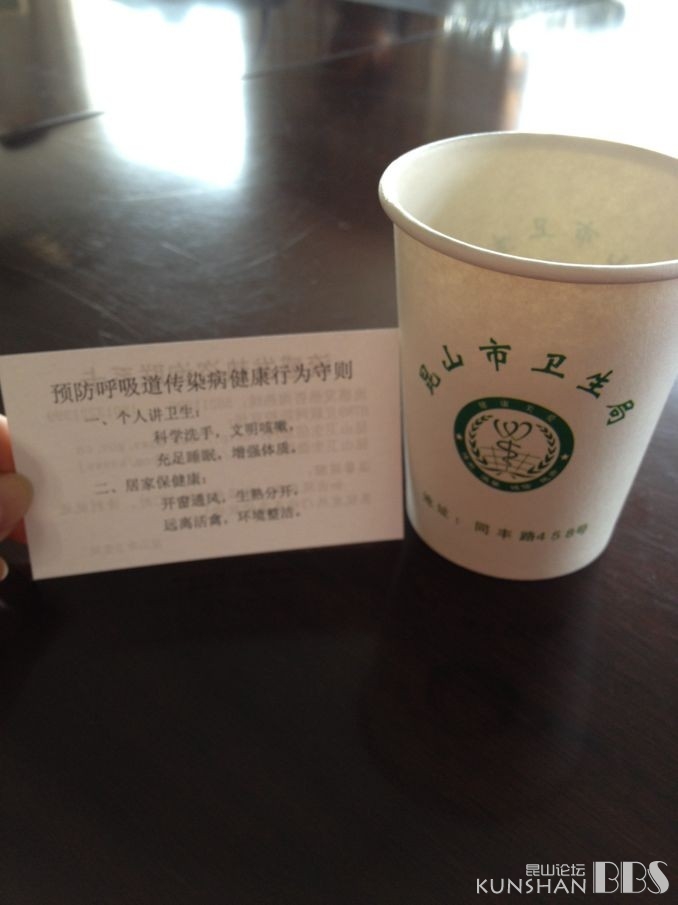 预防呼吸道传染病健康行为守则
一、个人讲卫生：
科学洗手，文明咳嗽，
充足睡眠，增强体质。
二、居家保健康：
开窗通风，生熟分开，
远离活禽，环境整洁。
昆山市卫生局
地址：同丰路458号
昆山论坛
KUNSHAN BBS